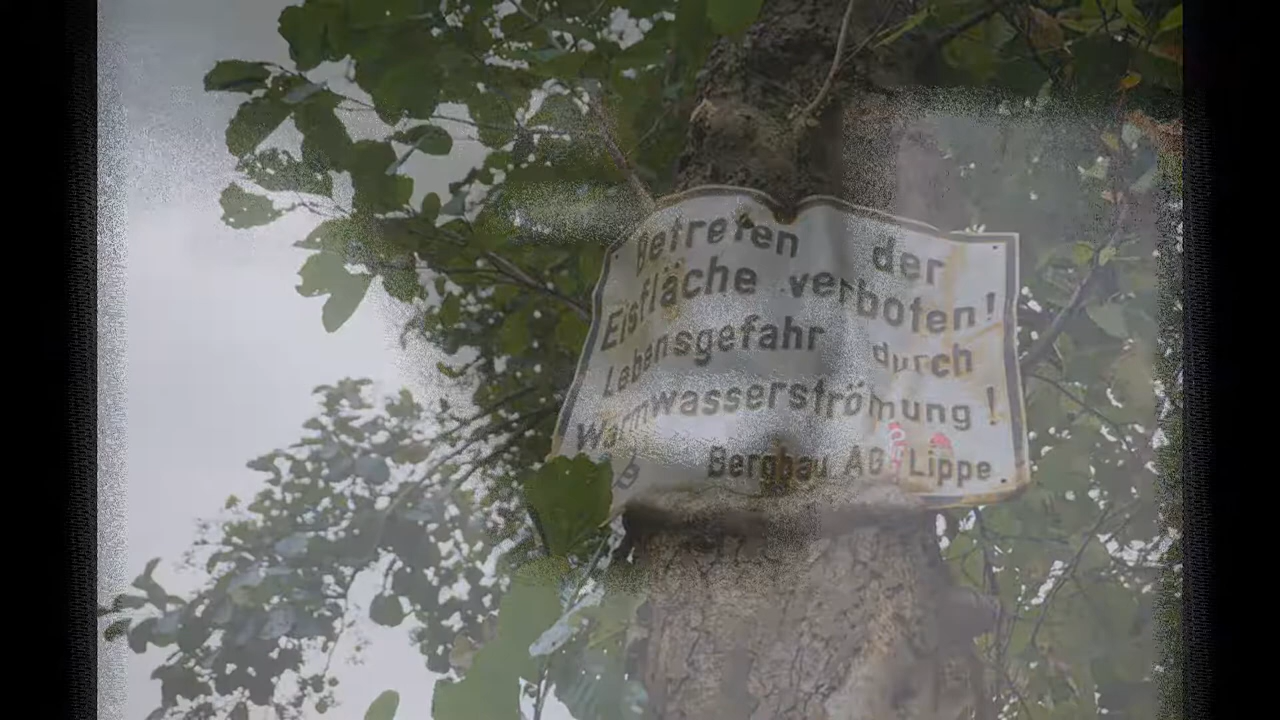 Betreten der
Eisfläche verboten!
Lebensgefahr durch
Warmwasserströmung!
Bergbau AG Lippe